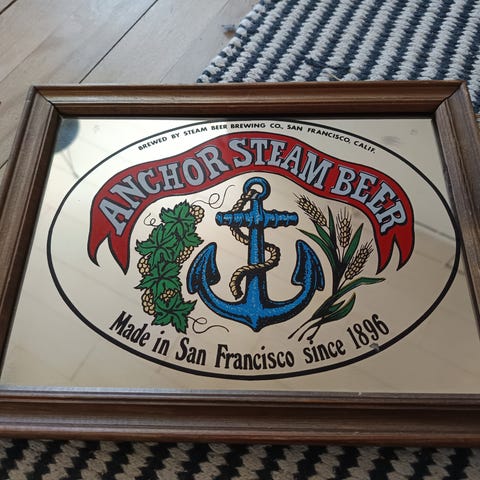 BREWED BY STEAM BEER BREWING CO., SAN FRANCISCO, CALIF.
ANCHOR STEAM BEER
Made in San Francisco since 1896